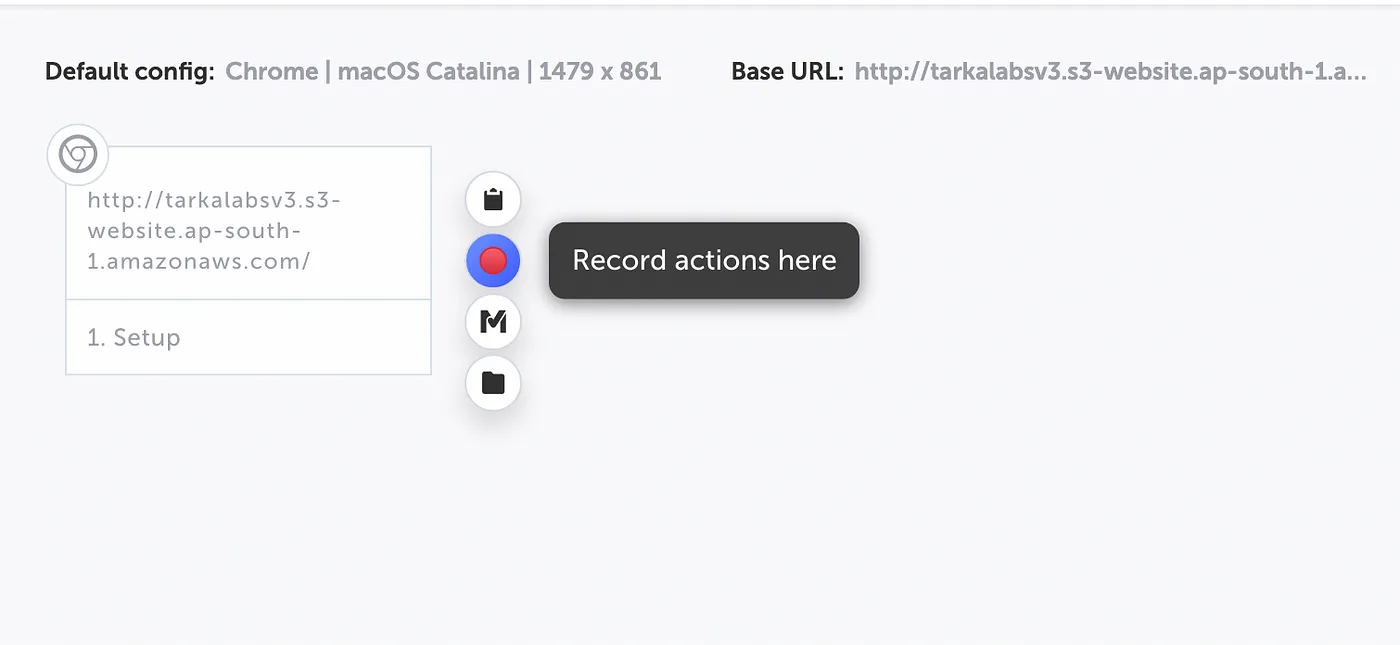 Default config: Chrome | macOS Catalina | 1479 x 861
Base URL: http://tarkalabsv3.s3-website.ap-south-1.a...
http://tarkalabsv3.s3-
website.ap-south-
1.amazonaws.com/
Record actions here
1. Setup